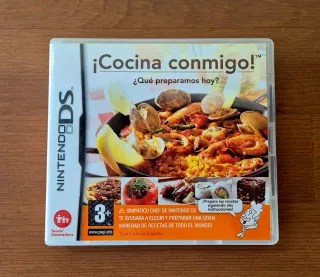 ¡Cocina conmigo!™
¿Qué preparamos hoy?
NINTENDO DS
3+
www.pegi.info
¡EL SIMPÁTICO CHEF DE NINTENDO DS
TE AYUDARÁ A ELEGIR Y PREPARAR UNA GRAN
VARIEDAD DE RECETAS DE TODO EL MUNDO!
¡Prepara las recetas
siguiendo mis
instrucciones!